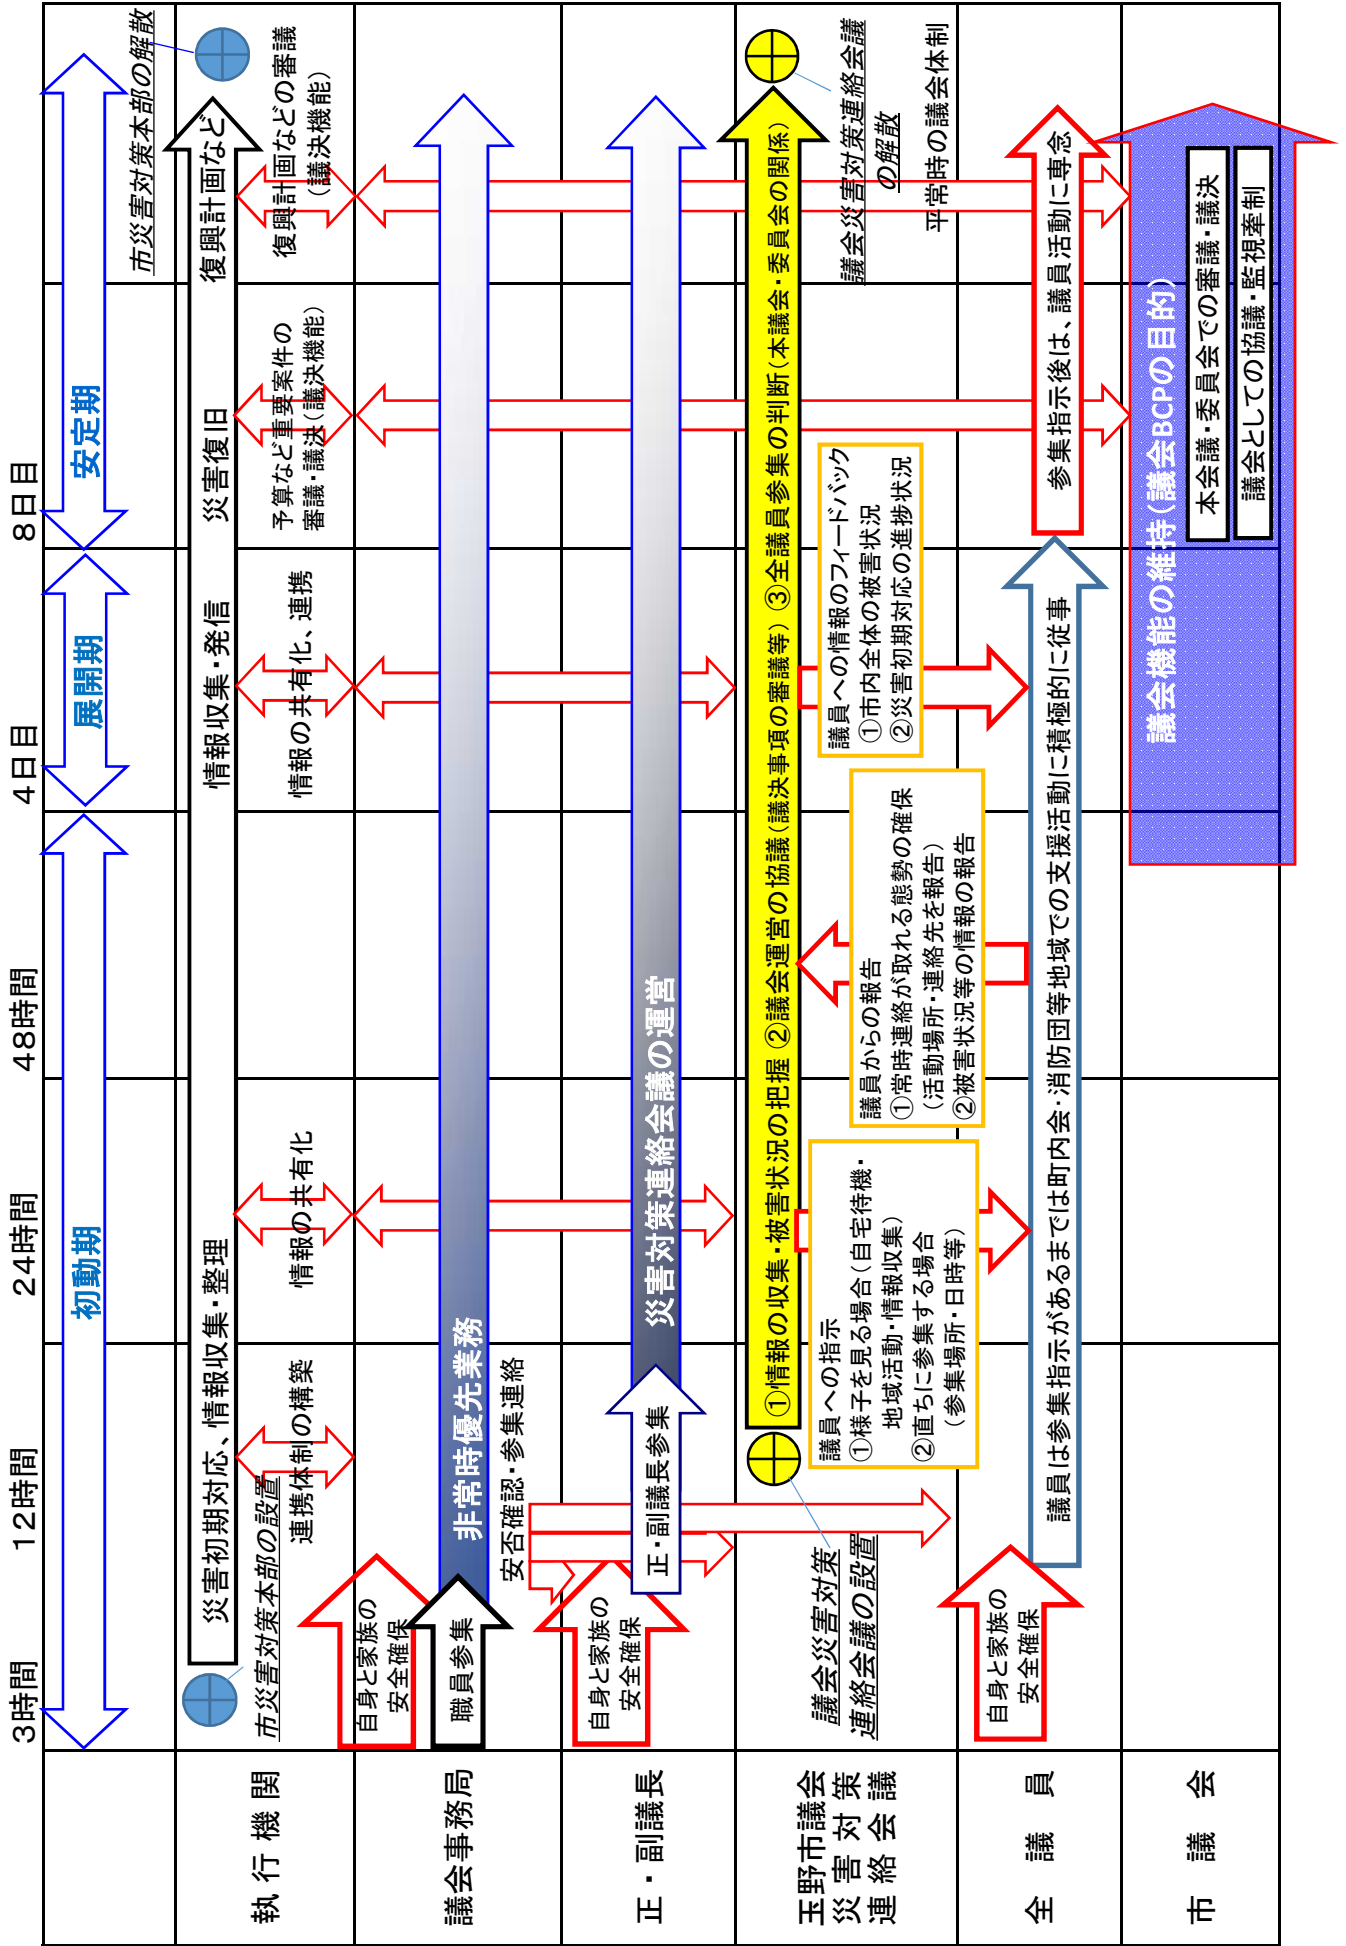 3時間
12時間
24時間
48時間
4日目
8日目
初動期
展開期
安定期
執行機関
市災害対策本部の設置
災害初期対応、情報収集・整理
情報収集・発信
災害復旧
復興計画など
市災害対策本部の解散
連携体制の構築
情報の共有化
情報の共有化、連携
予算など重要案件の
審議・議決（議決機能）
復興計画などの審議
（議決機能）
議会事務局
自身と家族の
安全確保
職員参集
非常時優先業務
安否確認・参集連絡
正・副議長
自身と家族の
安全確保
正・副議長参集
災害対策連絡会議の運営
玉野市議会
災害対策
連絡会議
議会災害対策
連絡会議の設置
①情報の収集・被害状況の把握 ②議会運営の協議（議決事項の審議等） ③全議員参集の判断（本議会・委員会の関係）
議員への指示
①様子を見る場合（自宅待機・
地域活動・情報収集）
②直ちに参集する場合
（参集場所・日時等）
議員からの報告
①常時連絡が取れる態勢の確保
（活動場所・連絡先を報告）
②被害状況等の情報の報告
議員への情報のフィードバック
①市内全体の被害状況
②災害初期対応の進捗状況
議会災害対策連絡会議
の解散
平常時の議会体制
全議員
自身と家族の
安全確保
議員は参集指示があるまでは町内会・消防団等地域での支援活動に積極的に従事
参集指示後は、議員活動に専念
市議会
議会機能の維持（議会BCPの目的）
本会議・委員会での審議・議決
議会としての協議・監視牽制